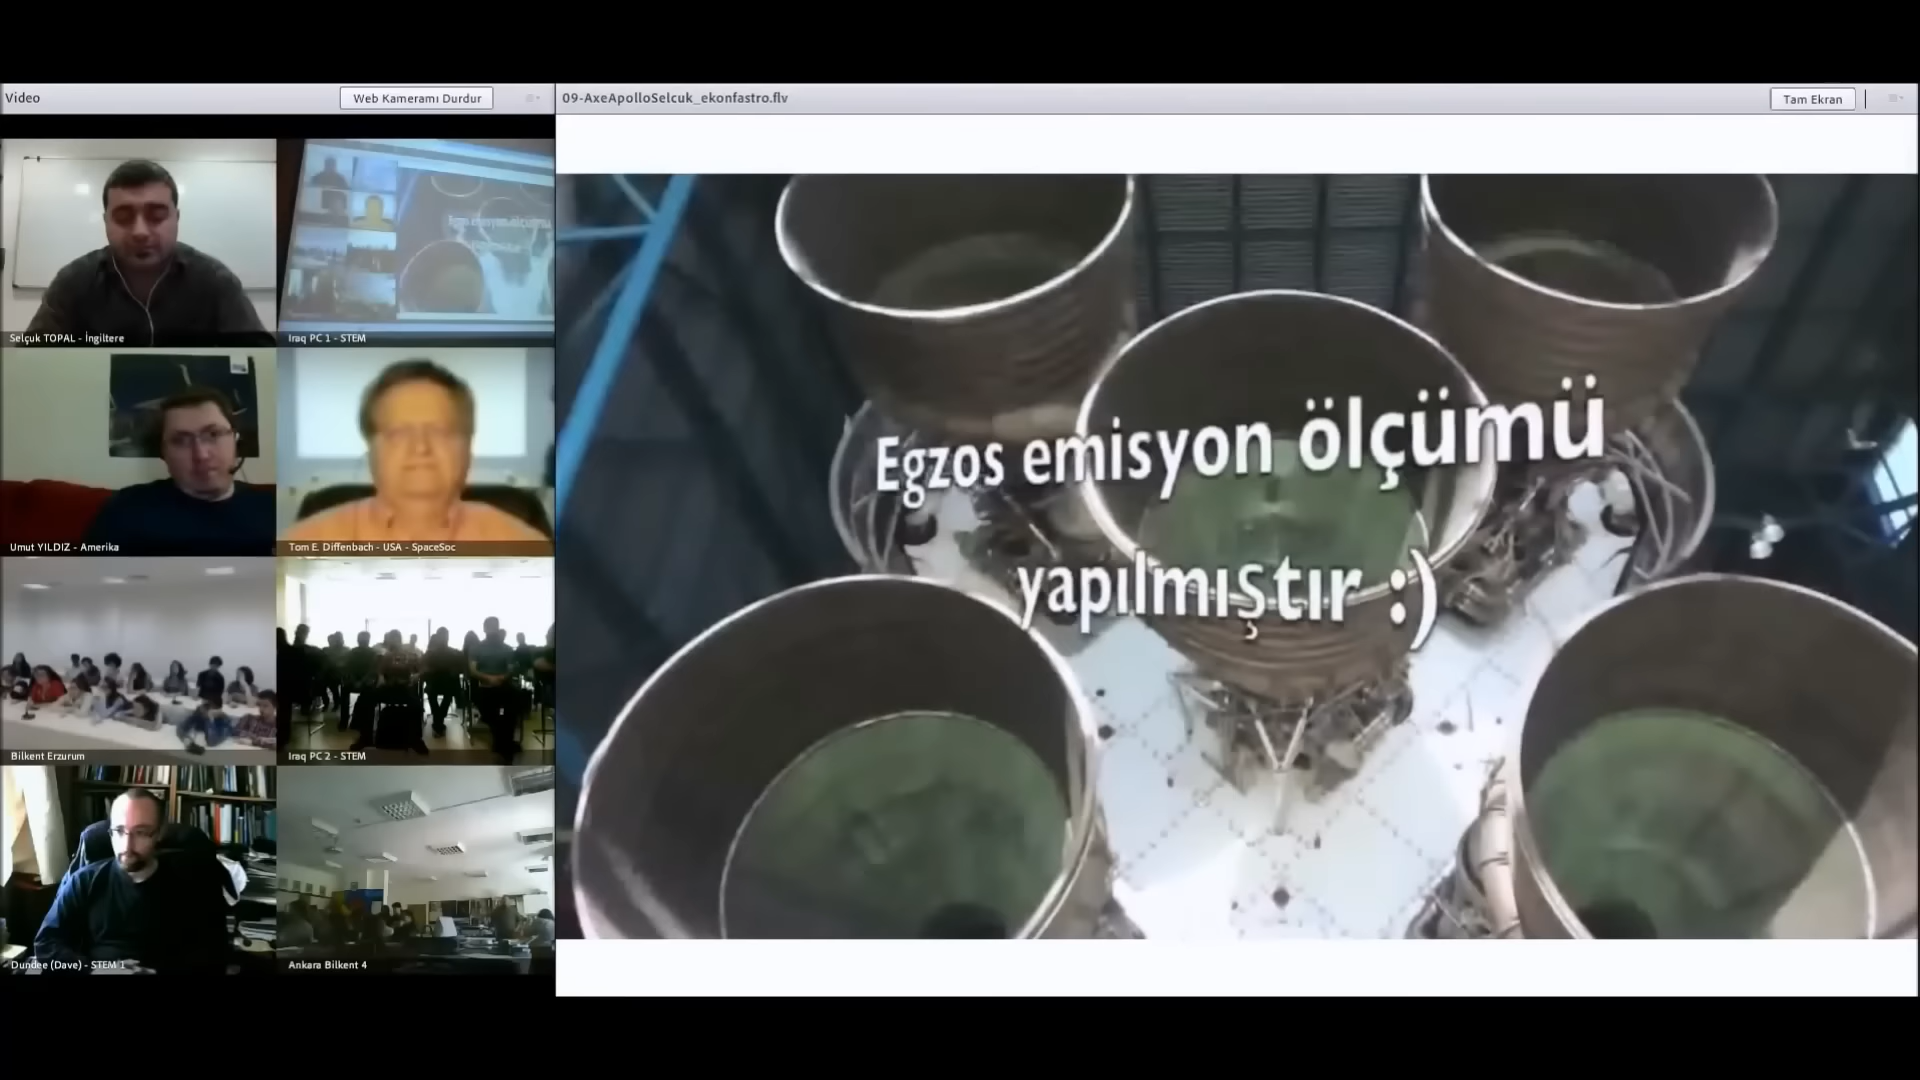 Video
Web Kameramı Durdur
09-AxeApolloSelcuk_ekonfastro.flv
Tam Ekran
Selçuk TOPAL - İngiltere
Iraq PC 1 - STEM
Umut YILDIZ - Amerika
Tom E. Diffenbach - USA - SpaceSoc
Bilkent Erzurum
Iraq PC 2 - STEM
Dundee (Dave) - STEM 1
Ankara Bilkent 4
Egzos emisyon ölçümü
yapılmıştır :)